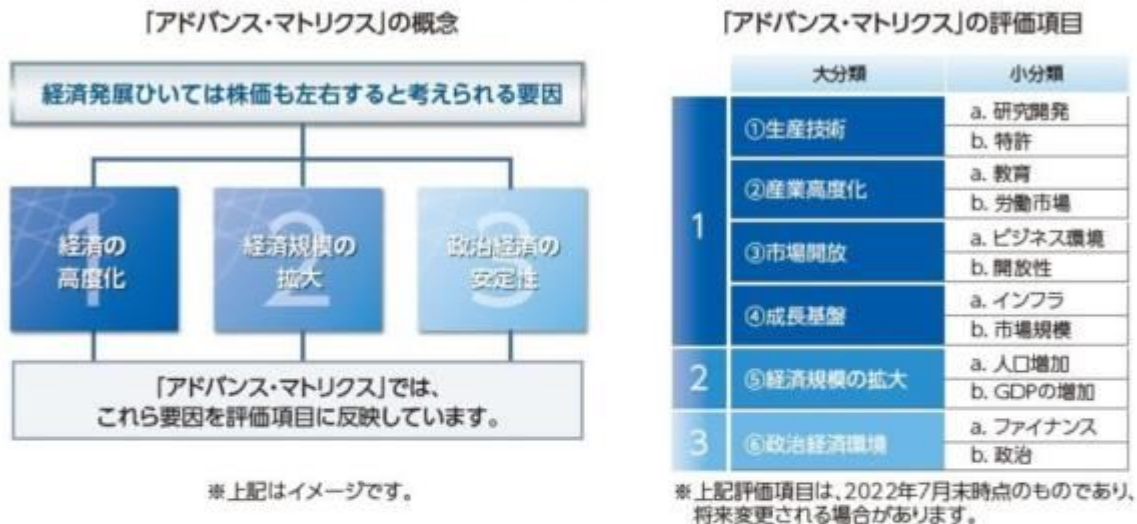 「アドバンス・マトリクス」の概念
経済発展ひいては株価も左右すると考えられる要因
1
経済の
高度化
2
経済規模の
拡大
3
政治経済の
安定性
「アドバンス・マトリクス」では、
これら要因を評価項目に反映しています。
※上記はイメージです。
「アドバンス・マトリクス」の評価項目
大分類 小分類
1
①生産技術
a. 研究開発
b. 特許
②産業高度化
a. 教育
b. 労働市場
③市場開放
a. ビジネス環境
b. 開放性
④成長基盤
a. インフラ
b. 市場規模
2
⑤経済規模の拡大
a. 人口増加
b. GDPの増加
3
⑥政治経済環境
a. ファイナンス
b. 政治
※上記評価項目は、2022年7月末時点のものであり、
将来変更される場合があります。